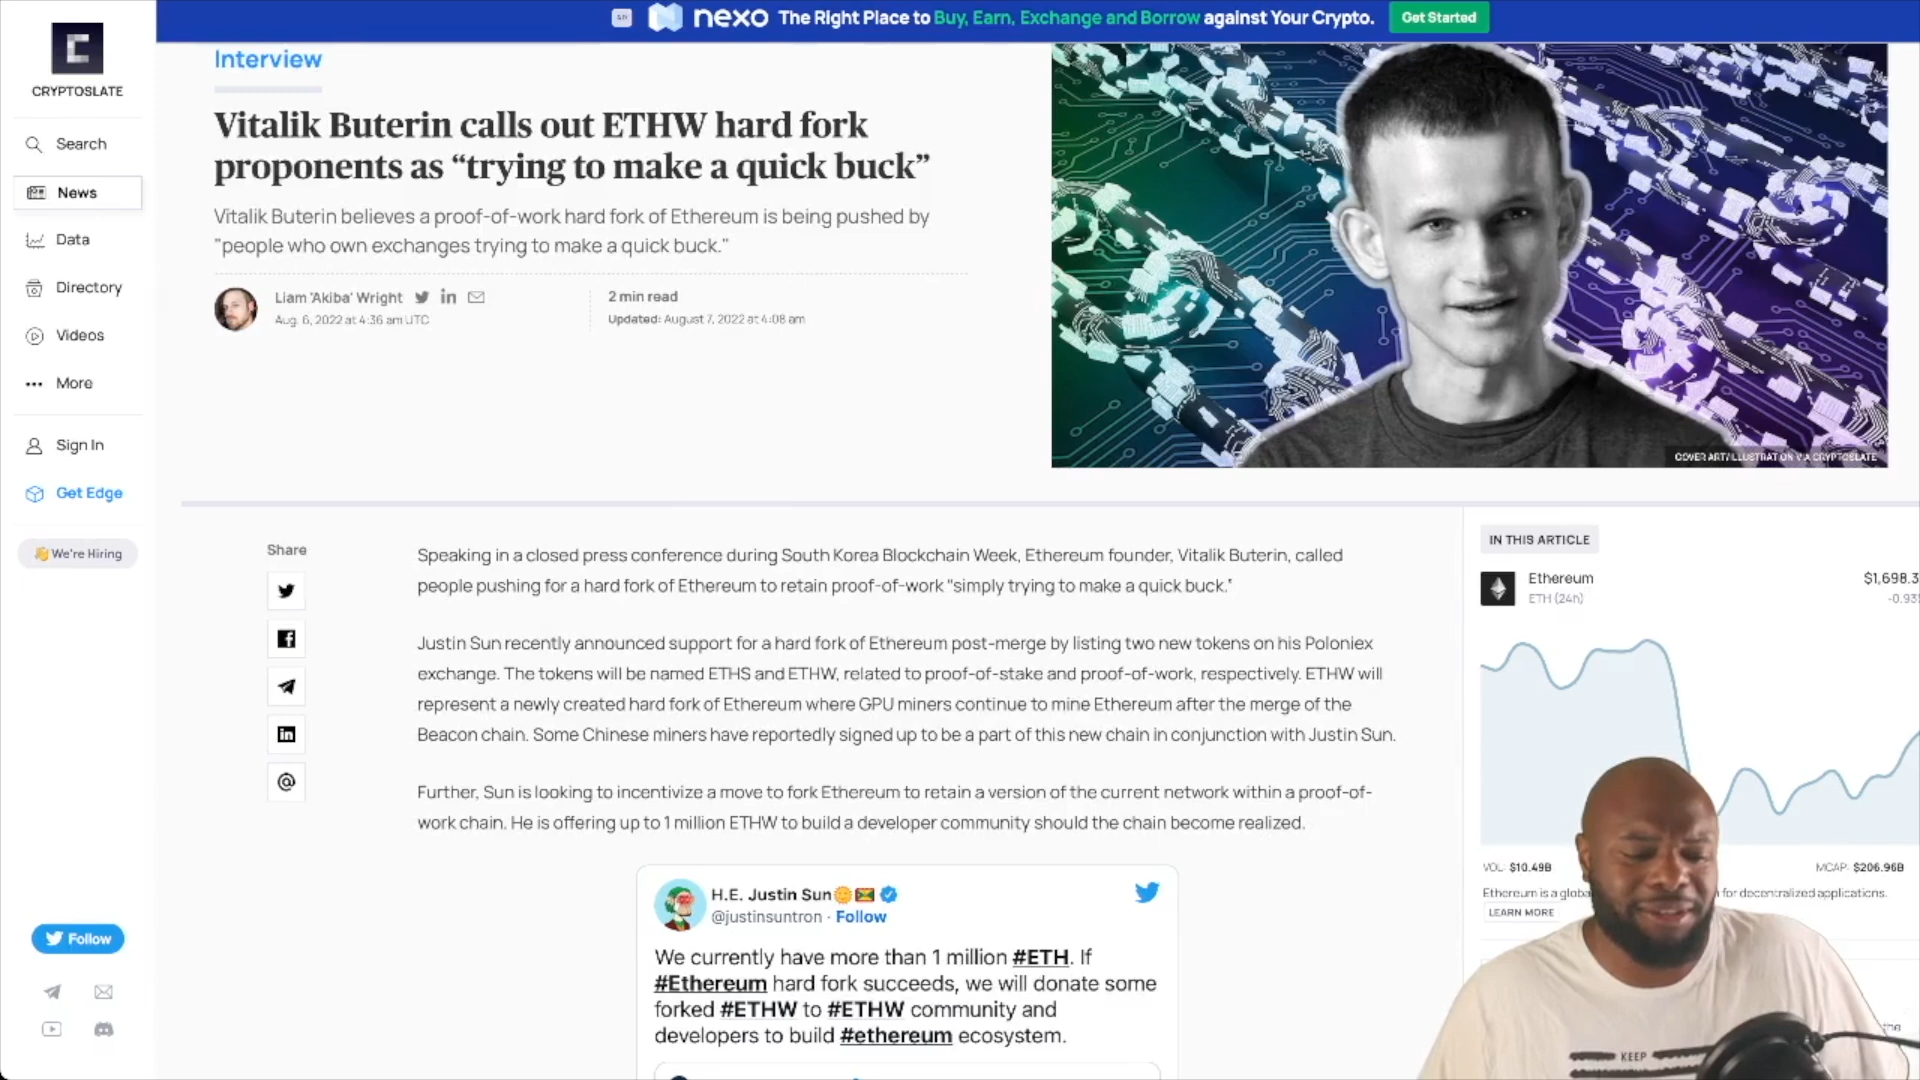 nexo The Right Place to Buy, Earn, Exchange and Borrow against Your Crypto. Get Started
CRYPTOSLATE
Search
News
Data
Directory
Videos
More
Sign In
Get Edge
👋 We're Hiring
Follow
Interview
Vitalik Buterin calls out ETHW hard fork
proponents as “trying to make a quick buck”
Vitalik Buterin believes a proof-of-work hard fork of Ethereum is being pushed by
"people who own exchanges trying to make a quick buck."
Liam 'Akiba' Wright
Aug. 6, 2022 at 4:36 am UTC
2 min read
Updated: August 7, 2022 at 4:08 am
COVER ART/ILLUSTRATION VIA CRYPTOSLATE
Share
Speaking in a closed press conference during South Korea Blockchain Week, Ethereum founder, Vitalik Buterin, called
people pushing for a hard fork of Ethereum to retain proof-of-work "simply trying to make a quick buck."
Justin Sun recently announced support for a hard fork of Ethereum post-merge by listing two new tokens on his Poloniex
exchange. The tokens will be named ETHS and ETHW, related to proof-of-stake and proof-of-work, respectively. ETHW will
represent a newly created hard fork of Ethereum where GPU miners continue to mine Ethereum after the merge of the
Beacon chain. Some Chinese miners have reportedly signed up to be a part of this new chain in conjunction with Justin Sun.
Further, Sun is looking to incentivize a move to fork Ethereum to retain a version of the current network within a proof-of-
work chain. He is offering up to 1 million ETHW to build a developer community should the chain become realized.
H.E. Justin Sun🌞🇬🇩
@justinsuntron · Follow
We currently have more than 1 million #ETH. If
#Ethereum hard fork succeeds, we will donate some
forked #ETHW to #ETHW community and
developers to build #ethereum ecosystem.
IN THIS ARTICLE
Ethereum
$1,698.3
ETH (24h)
-0.93
VOL: $10.49B
MCAP: $206.96B
Ethereum is a globa
for decentralized applications.
LEARN MORE
the
KEEP